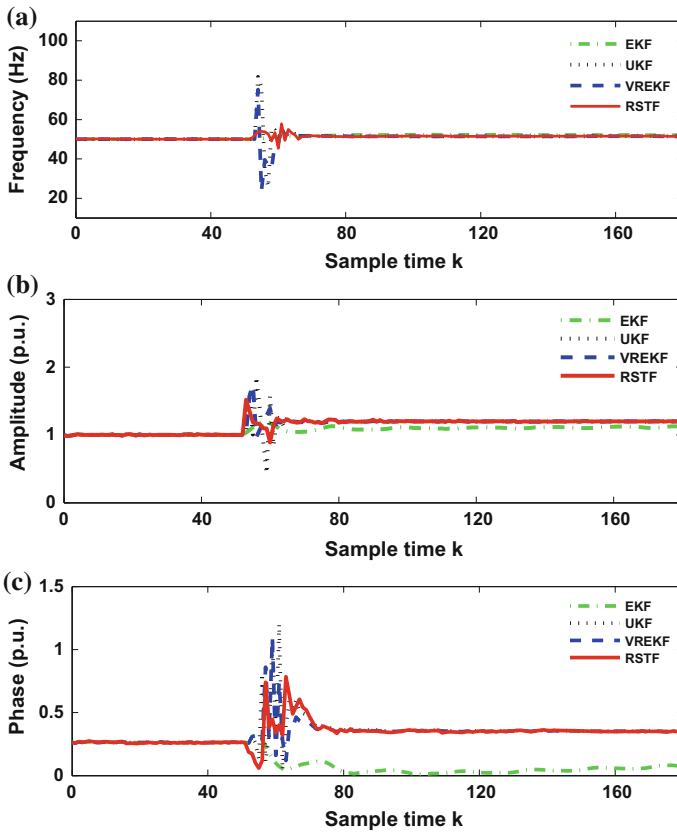 (a)
100
80
60
40
20
Frequency (Hz)
EKF
UKF
VREKF
RSTF
0
40
80
120
160
Sample time k
(b)
3
2
1
0
Amplitude (p.u.)
EKF
UKF
VREKF
RSTF
0
40
80
120
160
Sample time k
(c)
1.5
1
0.5
0
Phase (p.u.)
EKF
UKF
VREKF
RSTF
0
40
80
120
160
Sample time k